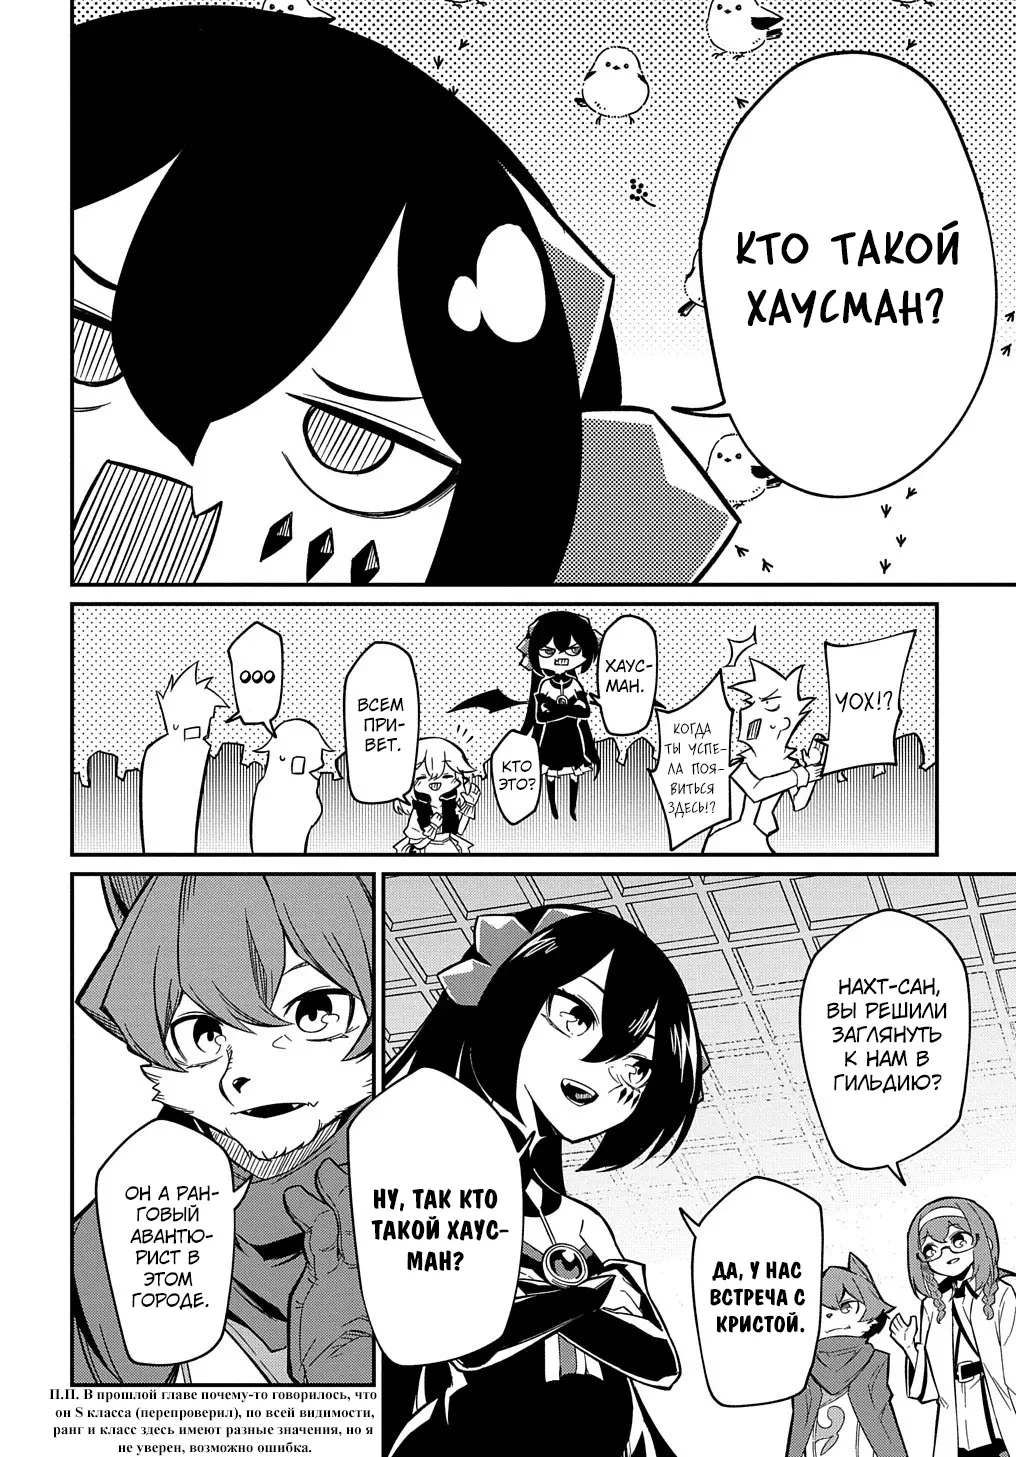 КТО ТАКОЙ
ХАУСМАН?
YOX!?
КОГДА
ТЫ УСПЕ-
ЛА ПОЯ-
ВИТЬСЯ
ЗДЕСЬ!?
ХАУС-
МАН.
КТО
ЭТО?
ВСЕМ
ПРИ-
ВЕТ.
ООО
НАХТ-САН,
ВЫ РЕШИЛИ
ЗАГЛЯНУТЬ
К НАМ В
ГИЛЬДИЮ?
ДА, У НАС
ВСТРЕЧА С
КРИСТОЙ.
НУ, ТАК КТО
ТАКОЙ ХАУС-
МАН?
ОН А РАН-
ГОВЫЙ
АВАНТЮ-
РИСТ В
ЭТОМ
ГОРОДЕ.
П.П. В прошлой главе почему-то говорилось, что
он S класса (перепроверил), по всей видимости,
ранг и класс здесь имеют разные значения, но я
не уверен, возможно ошибка.